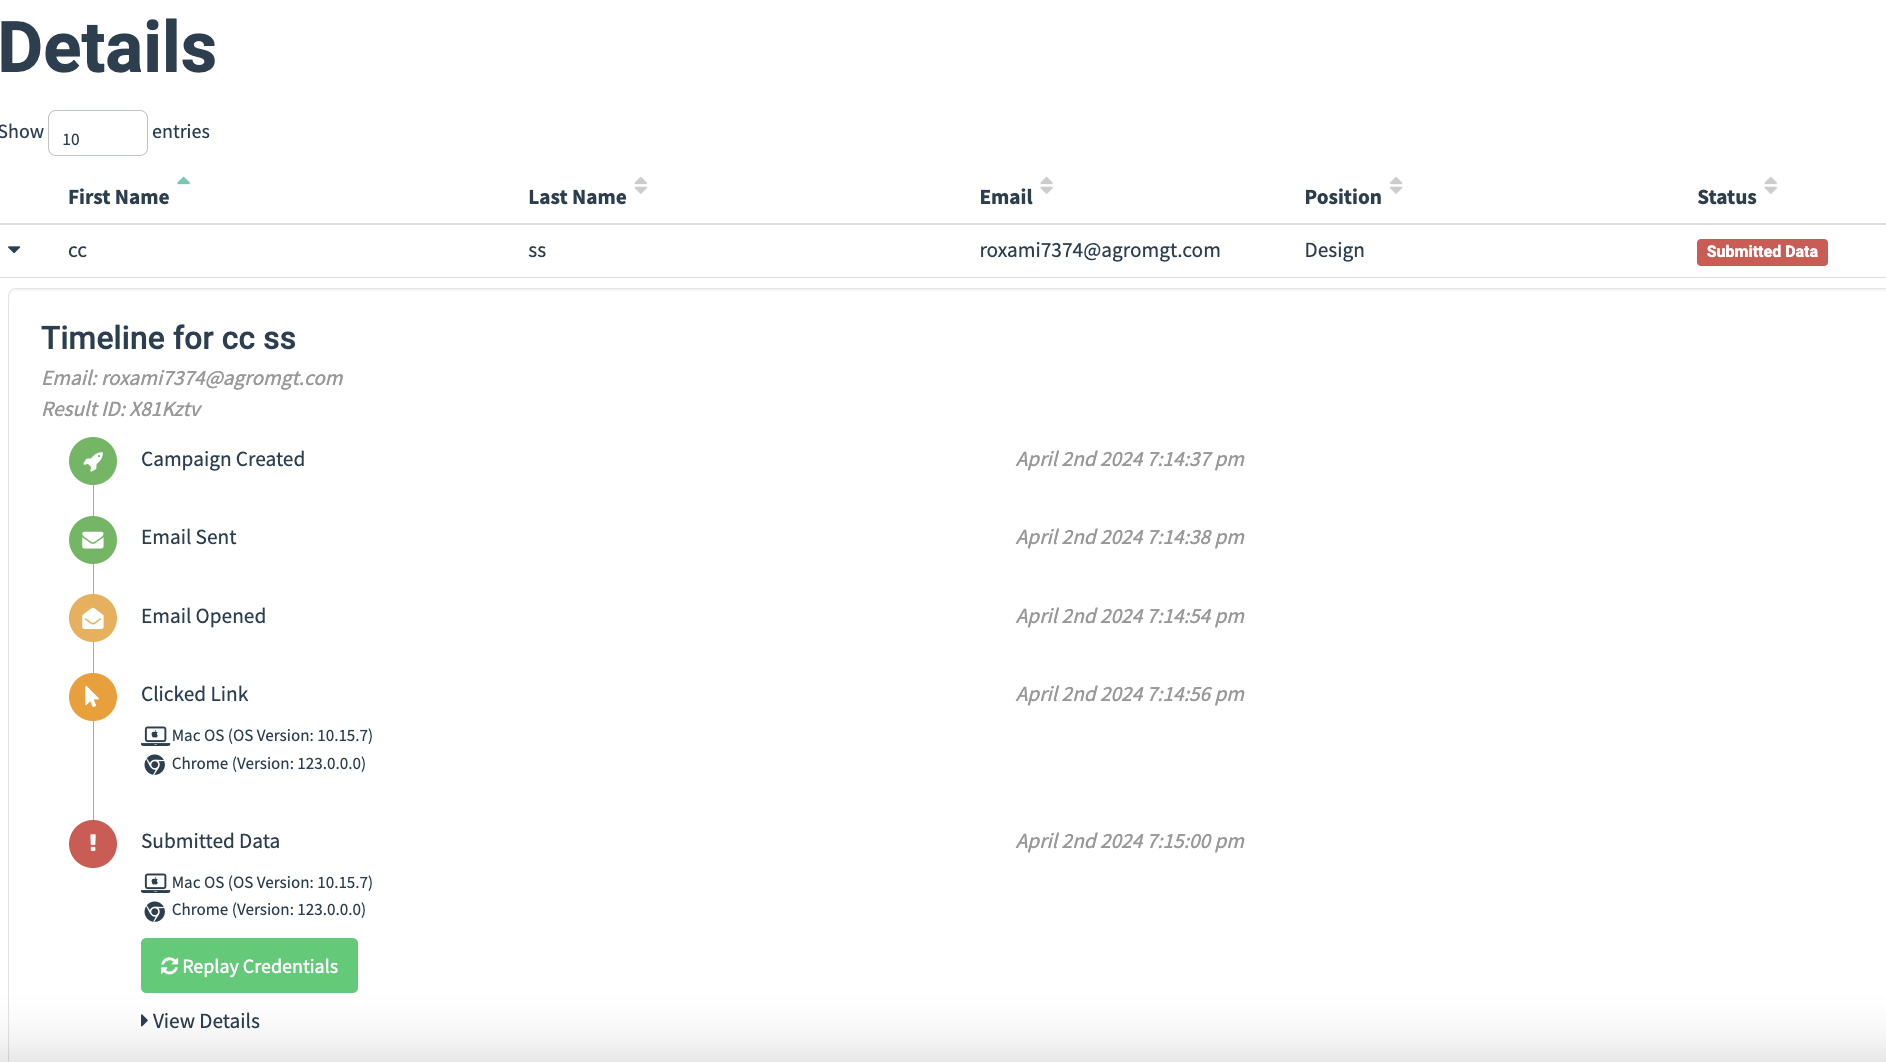 Details
Show 10 entries
First Name Last Name Email Position Status
cc ss roxami7374@agromgt.com Design Submitted Data
Timeline for cc ss
Email: roxami7374@agromgt.com
Result ID: X81Kztv
Campaign Created April 2nd 2024 7:14:37 pm
Email Sent April 2nd 2024 7:14:38 pm
Email Opened April 2nd 2024 7:14:54 pm
Clicked Link April 2nd 2024 7:14:56 pm
Mac OS (OS Version: 10.15.7)
Chrome (Version: 123.0.0.0)
Submitted Data April 2nd 2024 7:15:00 pm
Mac OS (OS Version: 10.15.7)
Chrome (Version: 123.0.0.0)
Replay Credentials
View Details